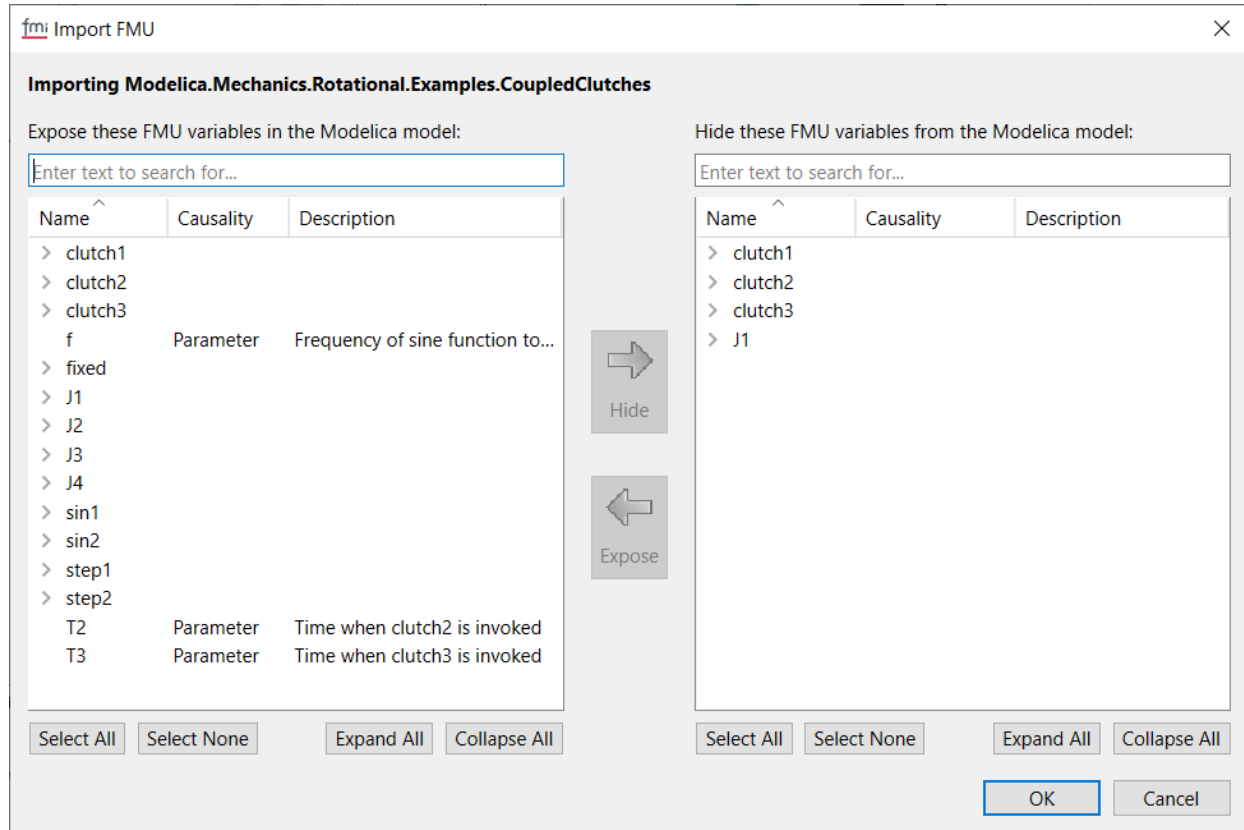 fmi Import FMU
Importing Modelica.Mechanics.Rotational.Examples.CoupledClutches
Expose these FMU variables in the Modelica model:
Enter text to search for...
Name Causality Description
clutch1
clutch2
clutch3
f Parameter Frequency of sine function to...
fixed
J1
J2
J3
J4
sin1
sin2
step1
step2
T2 Parameter Time when clutch2 is invoked
T3 Parameter Time when clutch3 is invoked
Select All Select None Expand All Collapse All
Hide
Expose
Hide these FMU variables from the Modelica model:
Enter text to search for...
Name Causality Description
clutch1
clutch2
clutch3
J1
Select All Select None Expand All Collapse All
OK Cancel